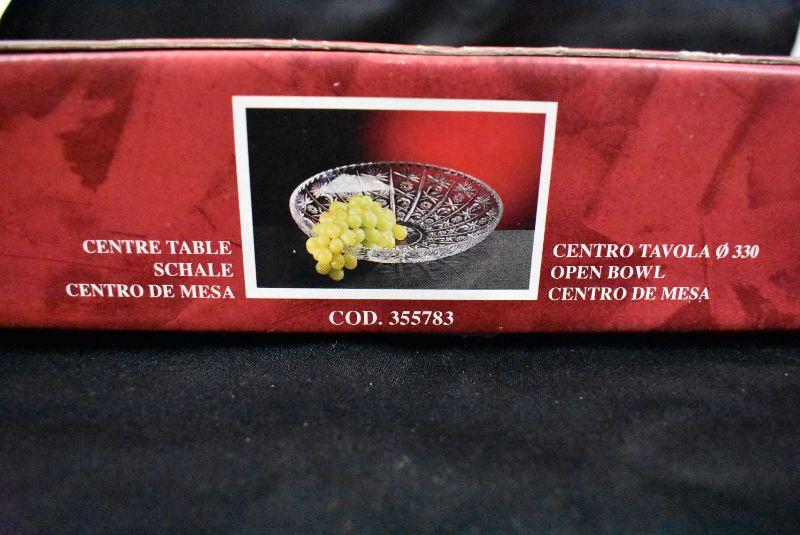 CENTRE TABLE
SCHALE
CENTRO DE MESA
CENTRO TAVOLA Ø 330
OPEN BOWL
CENTRO DE MESA
COD. 355783